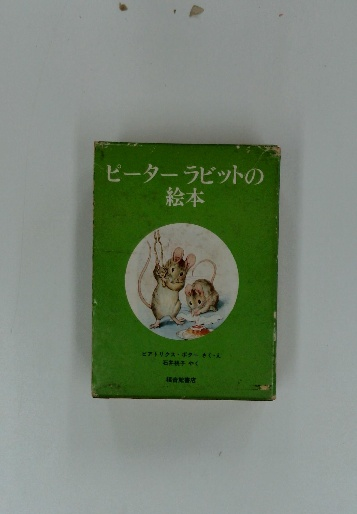 ピーターラビットの
絵本
ビアトリクス・ポター さく・え
石井桃子 やく
福音館書店